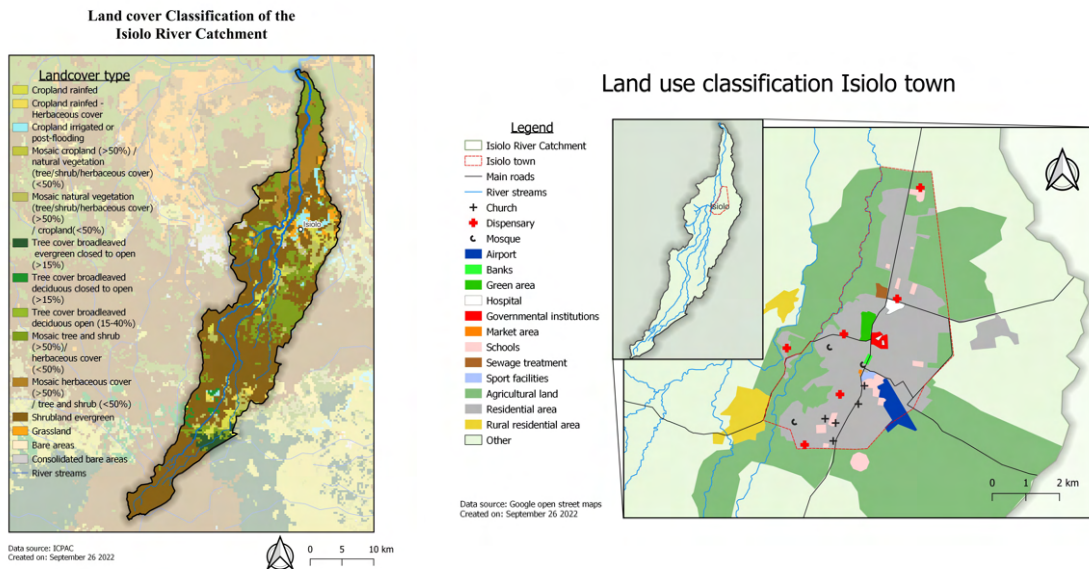 Land cover Classification of the
Isiolo River Catchment
Landcover type
Cropland rainfed
Cropland rainfed -
Herbaceous cover
Cropland irrigated or
post-flooding
Mosaic cropland (>50%) /
natural vegetation
(tree/shrub/herbaceous cover)
(<50%)
Mosaic natural vegetation
(tree/shrub/herbaceous cover)
(>50%)
/ cropland(<50%)
Tree cover broadleaved
evergreen closed to open
(>15%)
Tree cover broadleaved
deciduous closed to open
(>15%)
Tree cover broadleaved
deciduous open (15-40%)
Mosaic tree and shrub
(>50%)/
herbaceous cover
(<50%)
Mosaic herbaceous cover
(>50%)
/ tree and shrub (<50%)
Shrubland evergreen
Grassland
Bare areas
Consolidated bare areas
River streams
Isiolo
Data source: ICPAC
Created on: September 26 2022
0 5 10 km
Land use classification Isiolo town
Legend
Isiolo River Catchment
Isiolo town
Main roads
River streams
Church
Dispensary
Mosque
Airport
Banks
Green area
Hospital
Governmental institutions
Market area
Schools
Sewage treatment
Sport facilities
Agricultural land
Residential area
Rural residential area
Other
Isiolo
Data source: Google open street maps
Created on: September 26 2022
0 1 2 km